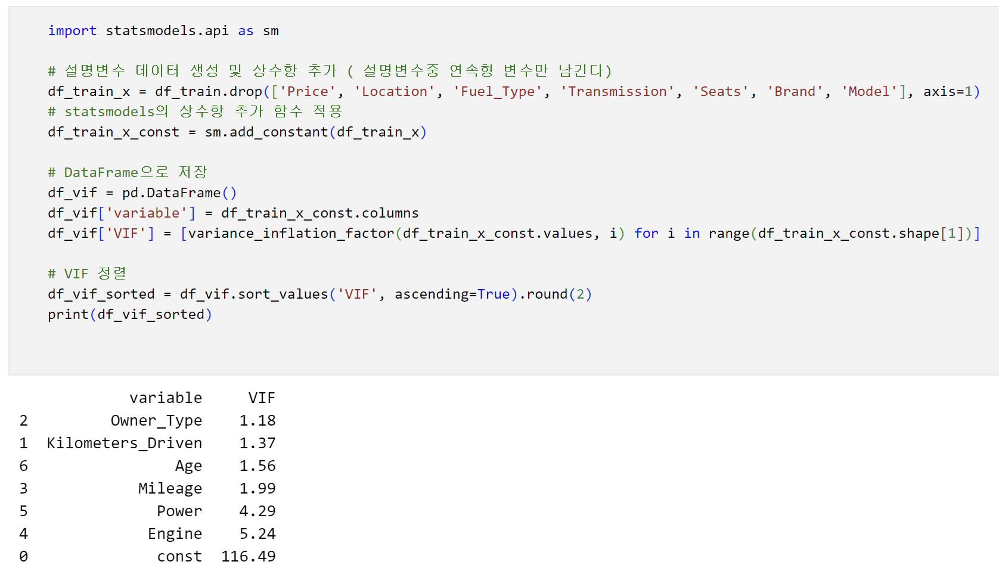 import statsmodels.api as sm
# 설명변수 데이터 생성 및 상수항 추가 ( 설명변수중 연속형 변수만 남긴다)
df_train_x = df_train.drop(['Price', 'Location', 'Fuel_Type', 'Transmission', 'Seats', 'Brand', 'Model'], axis=1)
# statsmodels의 상수항 추가 함수 적용
df_train_x_const = sm.add_constant(df_train_x)
# DataFrame으로 저장
df_vif = pd.DataFrame()
df_vif['variable'] = df_train_x_const.columns
df_vif['VIF'] = [variance_inflation_factor(df_train_x_const.values, i) for i in range(df_train_x_const.shape[1])]
# VIF 정렬
df_vif_sorted = df_vif.sort_values('VIF', ascending=True).round(2)
print(df_vif_sorted)
variable VIF
2 Owner_Type 1.18
1 Kilometers_Driven 1.37
6 Age 1.56
3 Mileage 1.99
5 Power 4.29
4 Engine 5.24
0 const 116.49